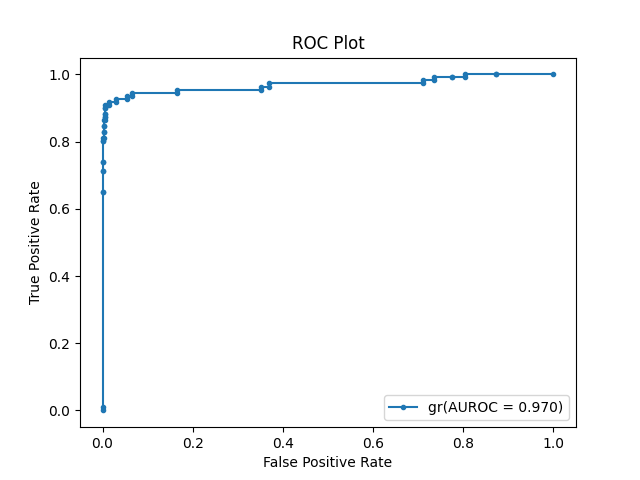 ROC Plot
1.0
0.8
0.6
0.4
0.2
0.0
True Positive Rate
gr(AUROC = 0.970)
0.0 0.2 0.4 0.6 0.8 1.0
False Positive Rate